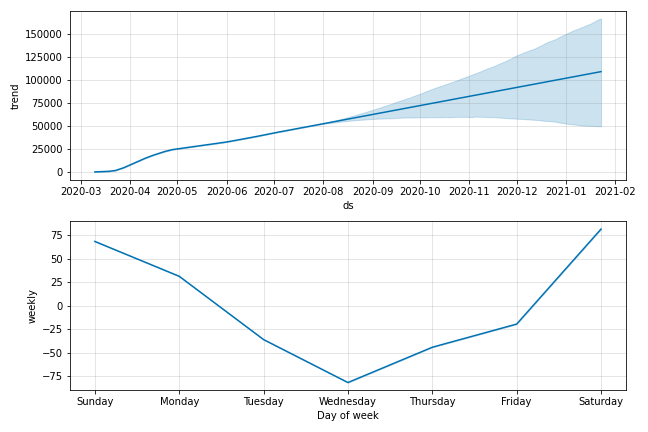 trend
150000
125000
100000
75000
50000
25000
0
2020-03 2020-04 2020-05 2020-06 2020-07 2020-08 2020-09 2020-10 2020-11 2020-12 2021-01 2021-02
ds
weekly
75
50
25
0
−25
−50
−75
Sunday Monday Tuesday Wednesday Thursday Friday Saturday
Day of week